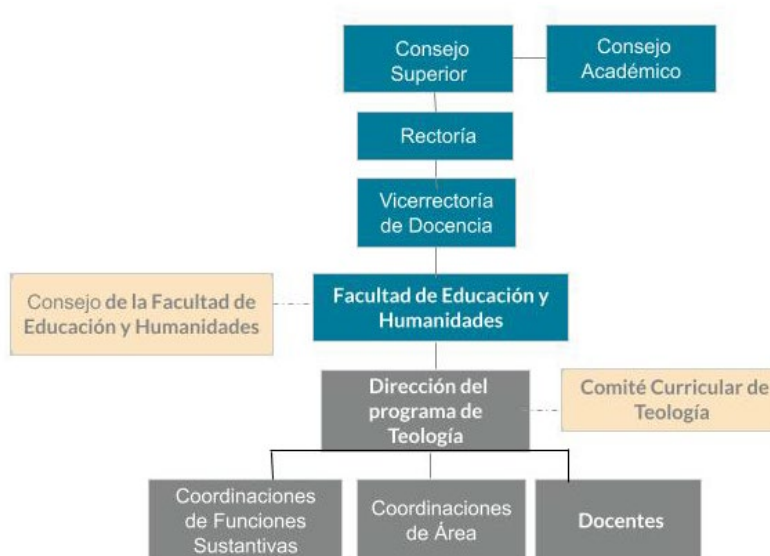 Consejo
Superior
Consejo
Académico
Rectoría
Vicerrectoría
de Docencia
Consejo de la Facultad de
Educación y Humanidades
Facultad de Educación y
Humanidades
Dirección del
programa de
Teología
Comité Curricular de
Teología
Coordinaciones
de Funciones
Sustantivas
Coordinaciones
de Área
Docentes